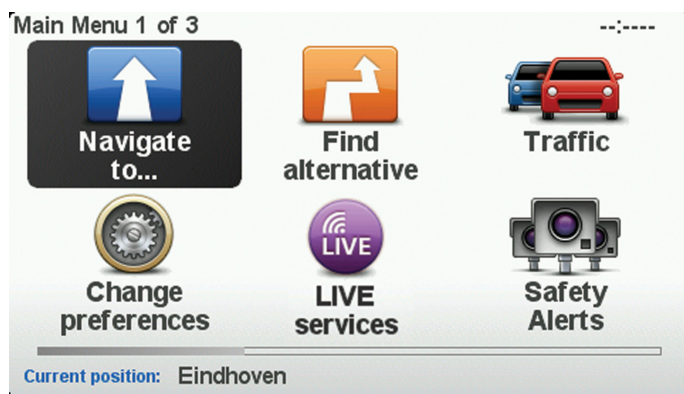 Main Menu 1 of 3
--:----
Navigate
to...
Find
alternative
Traffic
LIVE
Change
preferences
LIVE
services
Safety
Alerts
Current position: Eindhoven